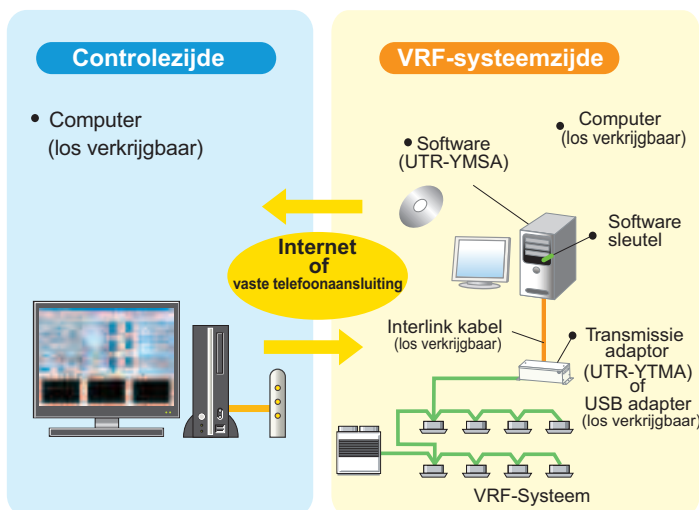 Controlezijde
• Computer
(los verkrijgbaar)
Internet
of
vaste telefoonaansluiting
VRF-systeemzijde
• Computer
(los verkrijgbaar)
• Software
(UTR-YMSA)
• Software
sleutel
Interlink kabel
(los verkrijgbaar)
• Transmissie
adaptor
(UTR-YTMA)
of
USB adapter
(los verkrijgbaar)
VRF-Systeem